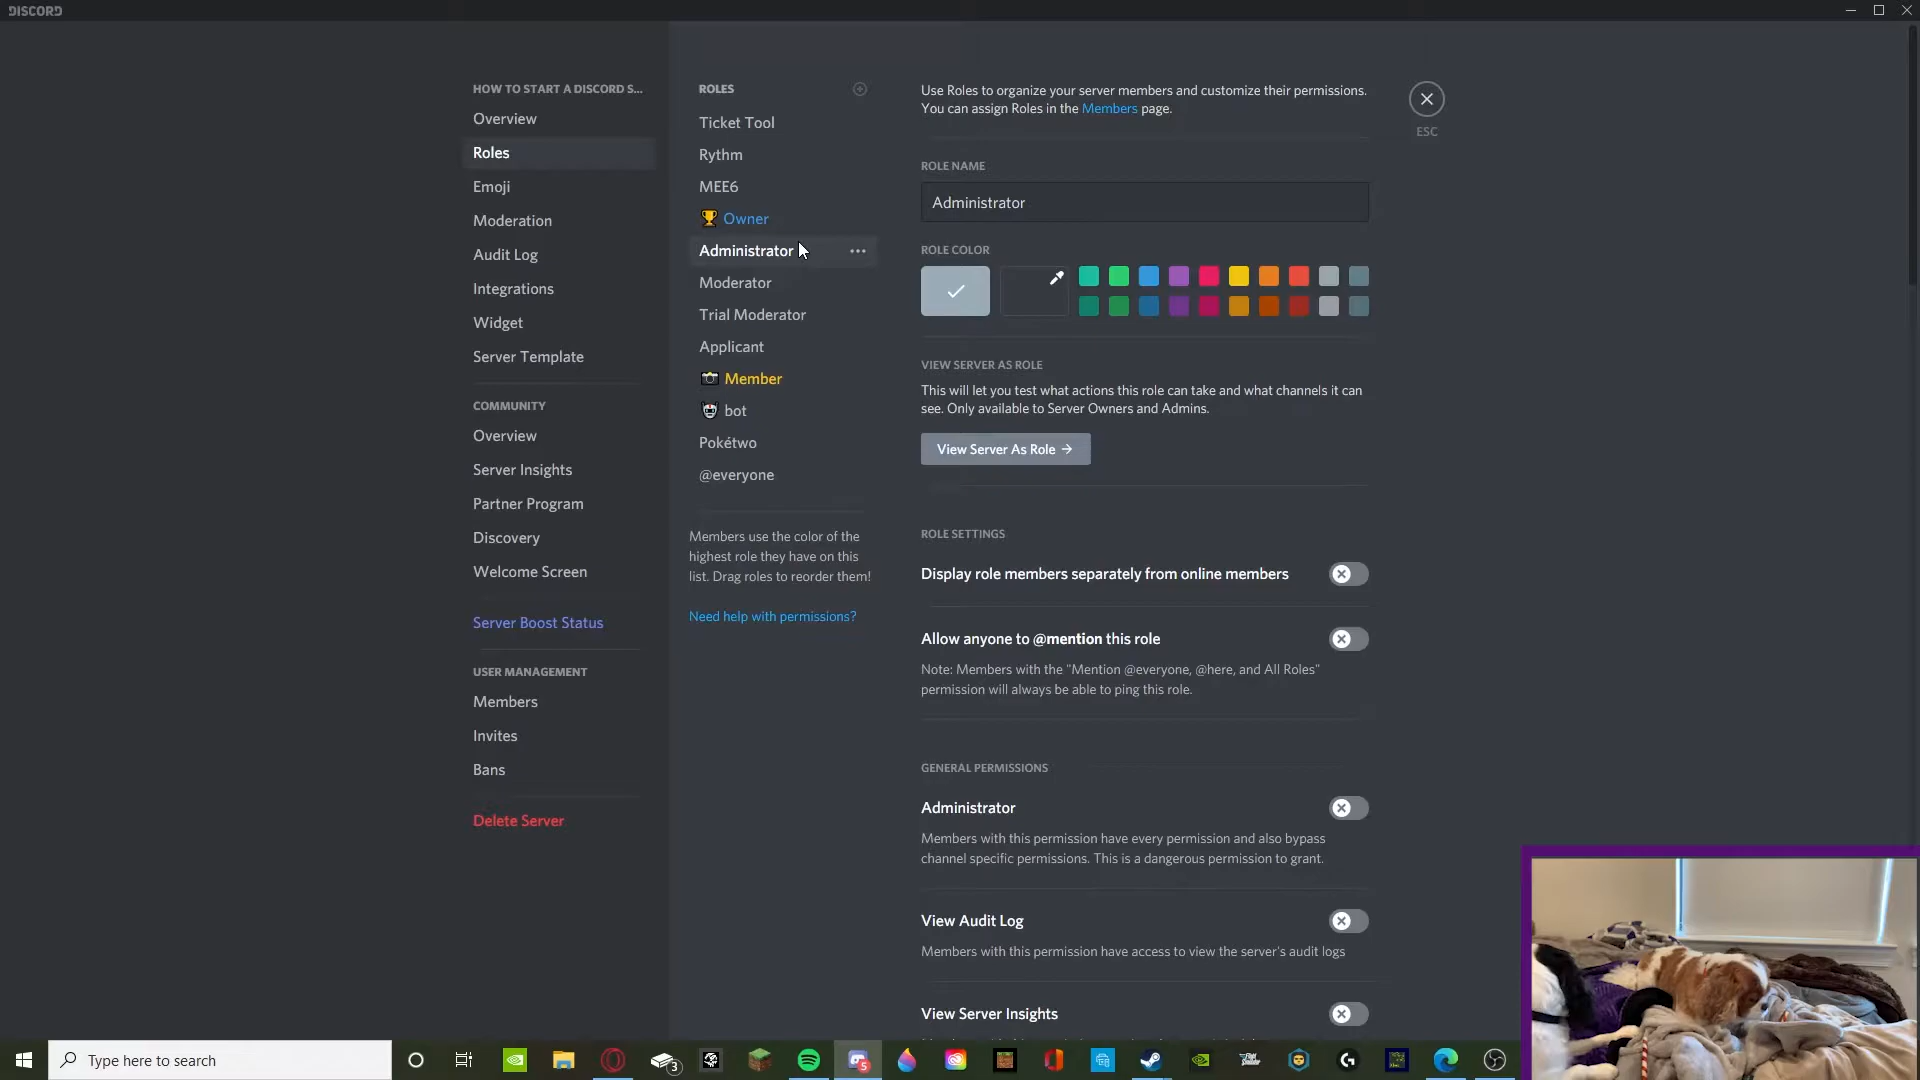 DISCORD
HOW TO START A DISCORD S...
Overview
Roles
Emoji
Moderation
Audit Log
Integrations
Widget
Server Template
COMMUNITY
Overview
Server Insights
Partner Program
Discovery
Welcome Screen
Server Boost Status
USER MANAGEMENT
Members
Invites
Bans
Delete Server
ROLES
Ticket Tool
Rythm
MEE6
Owner
Administrator
Moderator
Trial Moderator
Applicant
Member
bot
Pokétwo
@everyone
Members use the color of the
highest role they have on this
list. Drag roles to reorder them!
Need help with permissions?
Use Roles to organize your server members and customize their permissions.
You can assign Roles in the Members page.
ESC
ROLE NAME
Administrator
ROLE COLOR
VIEW SERVER AS ROLE
This will let you test what actions this role can take and what channels it can
see. Only available to Server Owners and Admins.
View Server As Role →
ROLE SETTINGS
Display role members separately from online members
Allow anyone to @mention this role
Note: Members with the "Mention @everyone, @here, and All Roles"
permission will always be able to ping this role.
GENERAL PERMISSIONS
Administrator
Members with this permission have every permission and also bypass
channel specific permissions. This is a dangerous permission to grant.
View Audit Log
Members with this permission have access to view the server's audit logs
View Server Insights
Type here to search
3
5